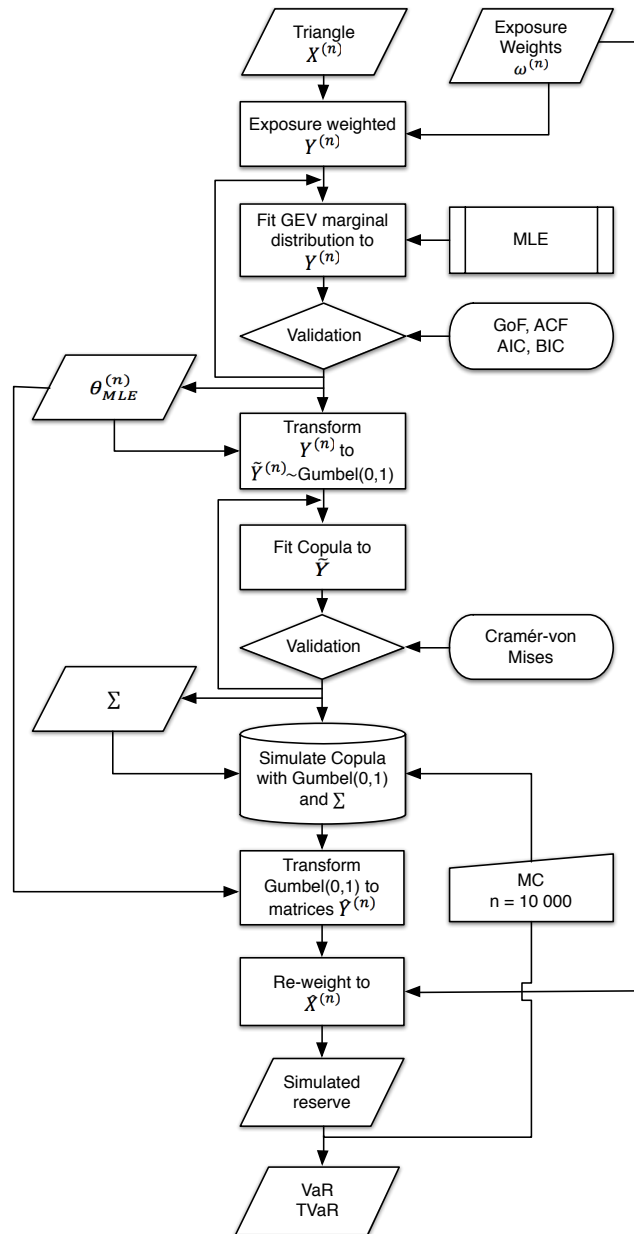 Triangle
X^{(n)}
Exposure
Weights
ω^{(n)}
Exposure weighted
Y^{(n)}
Fit GEV marginal
distribution to
Y^{(n)}
MLE
Validation
GoF, ACF
AIC, BIC
θ_{MLE}^{(n)}
Transform
Y^{(n)} to
Ỹ^{(n)}~Gumbel(0,1)
Fit Copula to
Ỹ
Validation
Cramér-von
Mises
Σ
Simulate Copula
with Gumbel(0,1)
and Σ
Transform
Gumbel(0,1) to
matrices Ŷ^{(n)}
MC
n = 10 000
Re-weight to
X̂^{(n)}
Simulated
reserve
VaR
TVaR